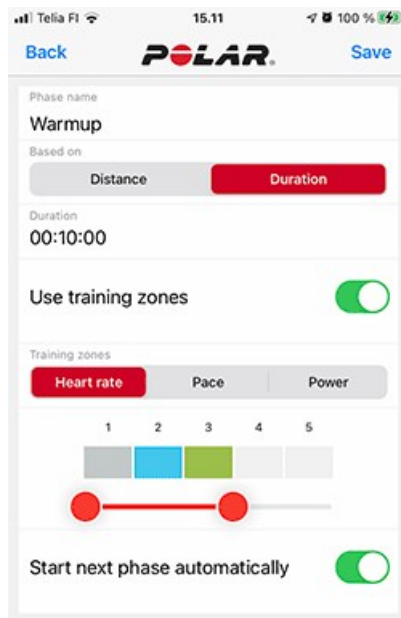 Telia FI 15.11 100 %
Back POLAR. Save
Phase name
Warmup
Based on
Distance Duration
Duration
00:10:00
Use training zones
Training zones
Heart rate Pace Power
1 2 3 4 5
Start next phase automatically